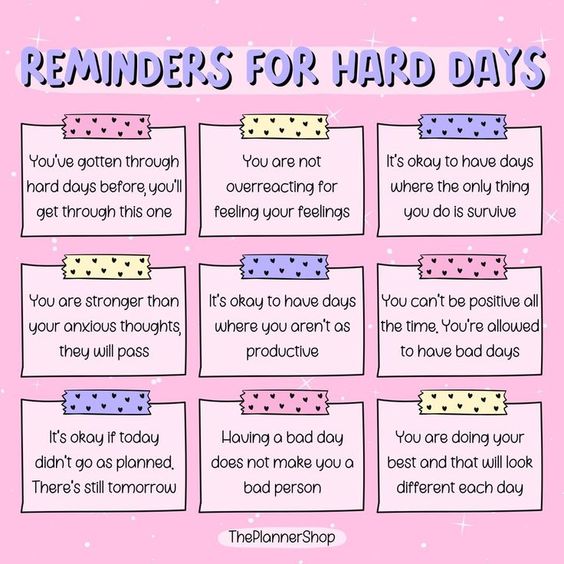 REMINDERS FOR HARD DAYS
You've gotten through
hard days before, you'll
get through this one
You are not
overreacting for
feeling your feelings
It's okay to have days
where the only thing
you do is survive
You are stronger than
your anxious thoughts,
they will pass
It's okay to have days
where you aren't as
productive
You can't be positive all
the time. You're allowed
to have bad days
It's okay if today
didn't go as planned.
There's still tomorrow
Having a bad day
does not make you a
bad person
You are doing your
best and that will look
different each day
ThePlannerShop